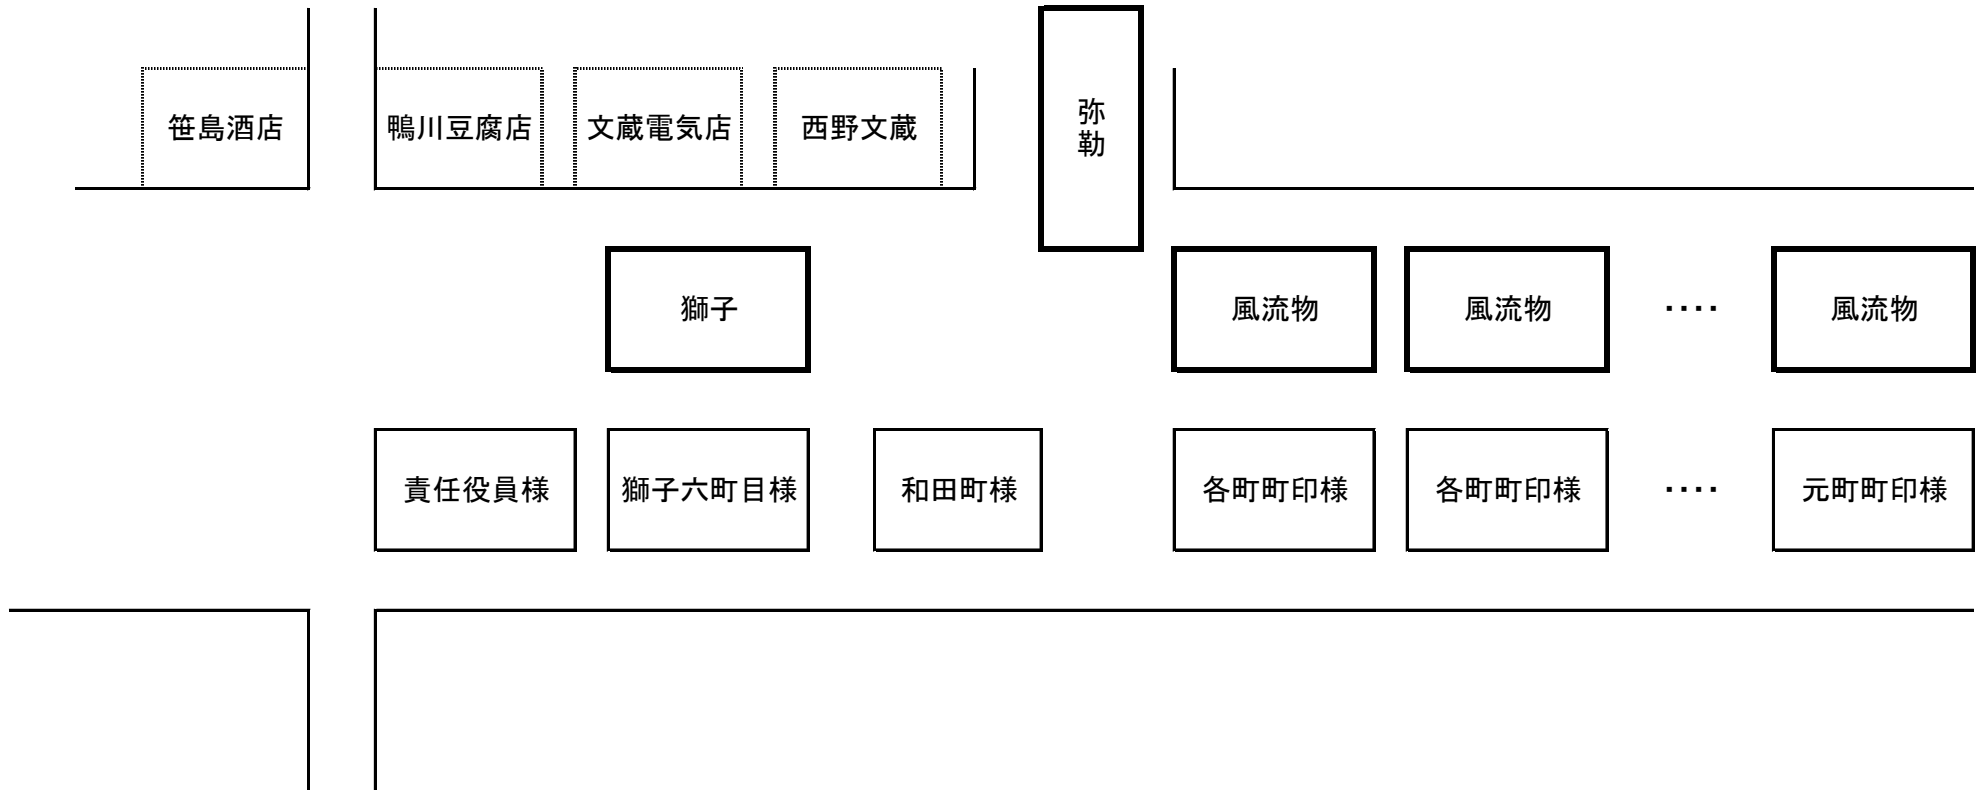 笹島酒店
鴨川豆腐店
文蔵電気店
西野文蔵
弥勒
獅子
風流物
風流物
････
風流物
責任役員様
獅子六町目様
和田町様
各町町印様
各町町印様
････
元町町印様